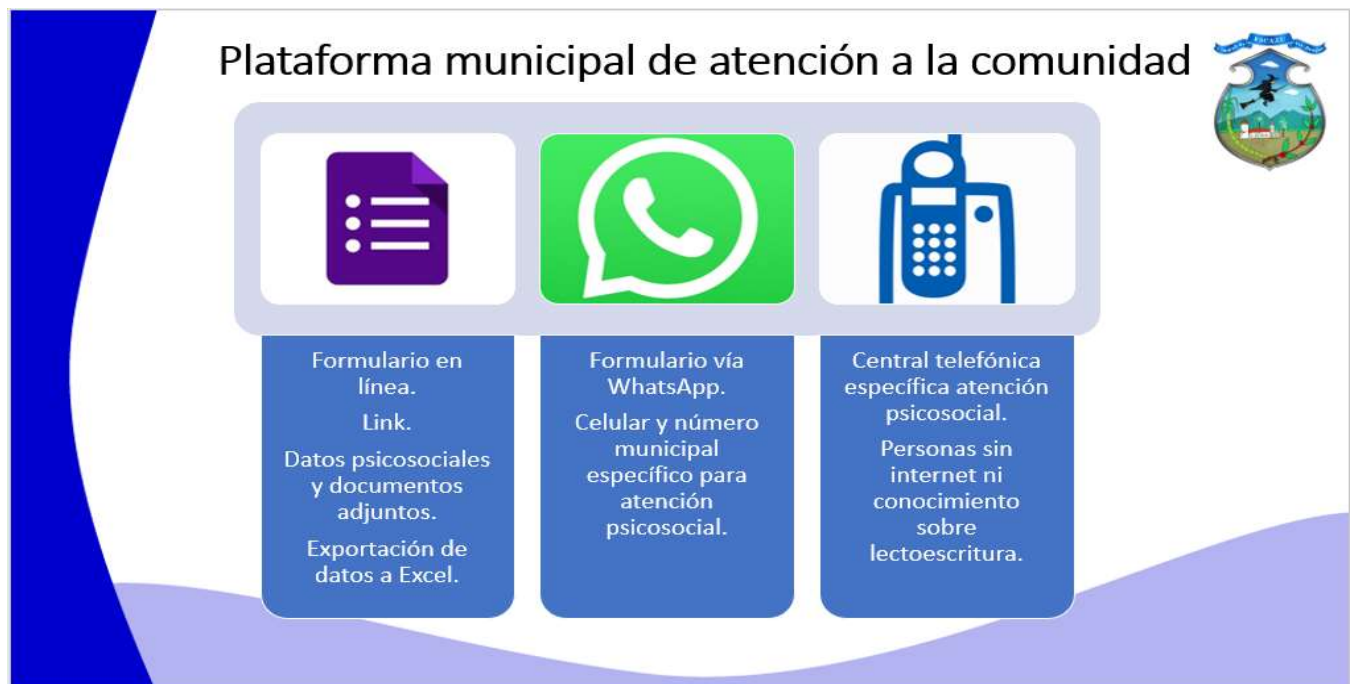 Plataforma municipal de atención a la comunidad
ESCAZÚ
Formulario en
línea.
Link.
Datos psicosociales
y documentos
adjuntos.
Exportación de
datos a Excel.
Formulario vía
WhatsApp.
Celular y número
municipal
específico para
atención
psicosocial.
Central telefónica
específica atención
psicosocial.
Personas sin
internet ni
conocimiento
sobre
lectoescritura.